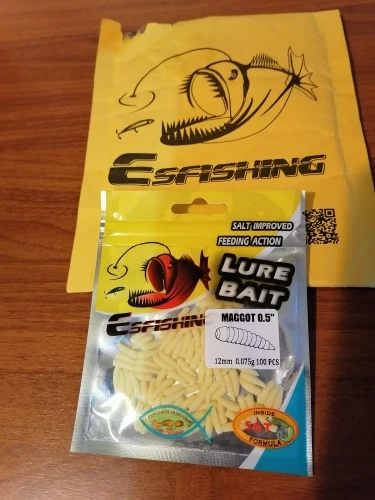 ESFISHING
SALT IMPROVED
FEEDING ACTION
LURE
BAIT
ESFISHING
MAGGOT 0.5"
12mm 0.075g 100 PCS
INSIDE
FORMULA